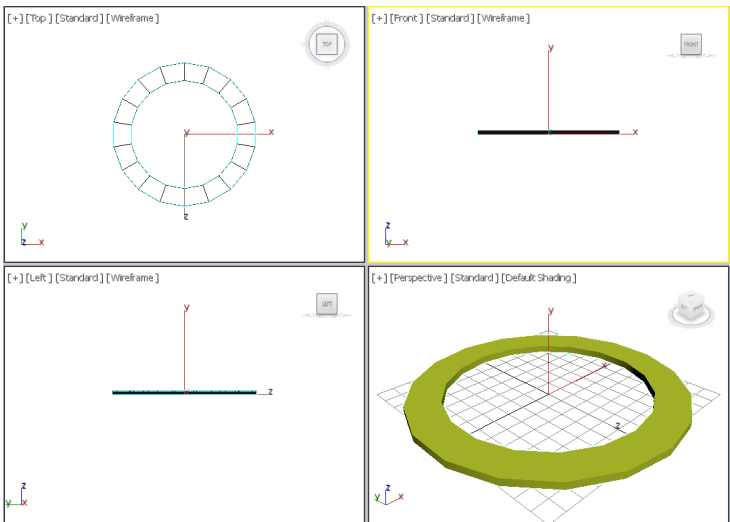 [+] [Top ] [Standard ] [Wireframe ]
TOP
y
x
z
y
z
x
[+] [Front ] [Standard ] [Wireframe ]
FRONT
y
x
z
y
x
[+] [Left ] [Standard ] [Wireframe ]
LEFT
y
z
z
y
x
[+] [Perspective ] [Standard ] [Default Shading ]
y
x
z
z
y
x